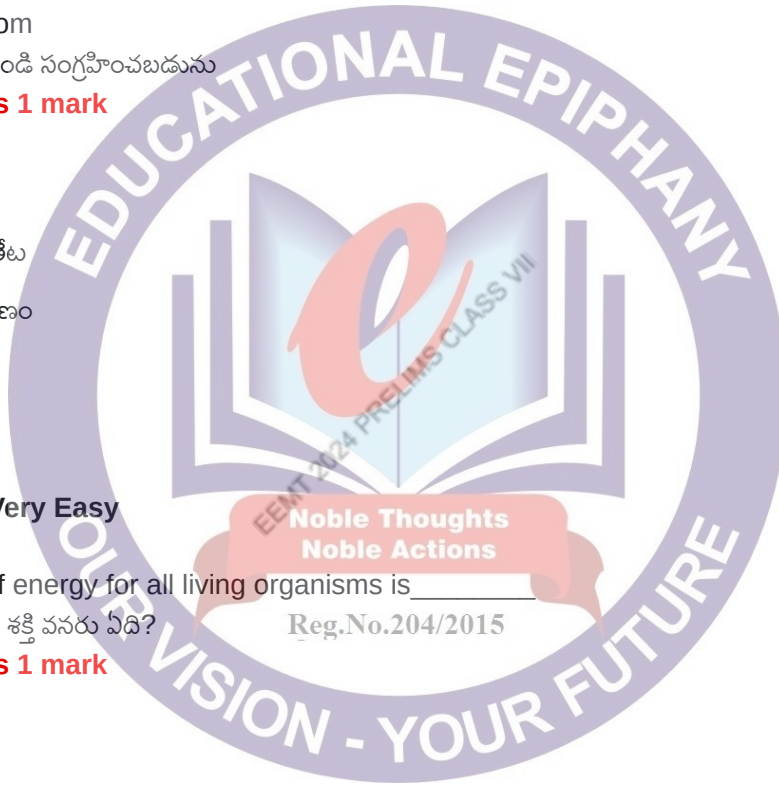 om
ండి సంగ్రహించబడును
s 1 mark
EDUCATIONAL EPIPHANY
తేట
ణం
EEMT 2024 PRELIMS CLASS VII
Very Easy
Noble Thoughts
Noble Actions
f energy for all living organisms is________
శక్తి వనరు ఏది?
Reg.No.204/2015
s 1 mark
OUR VISION - YOUR FUTURE